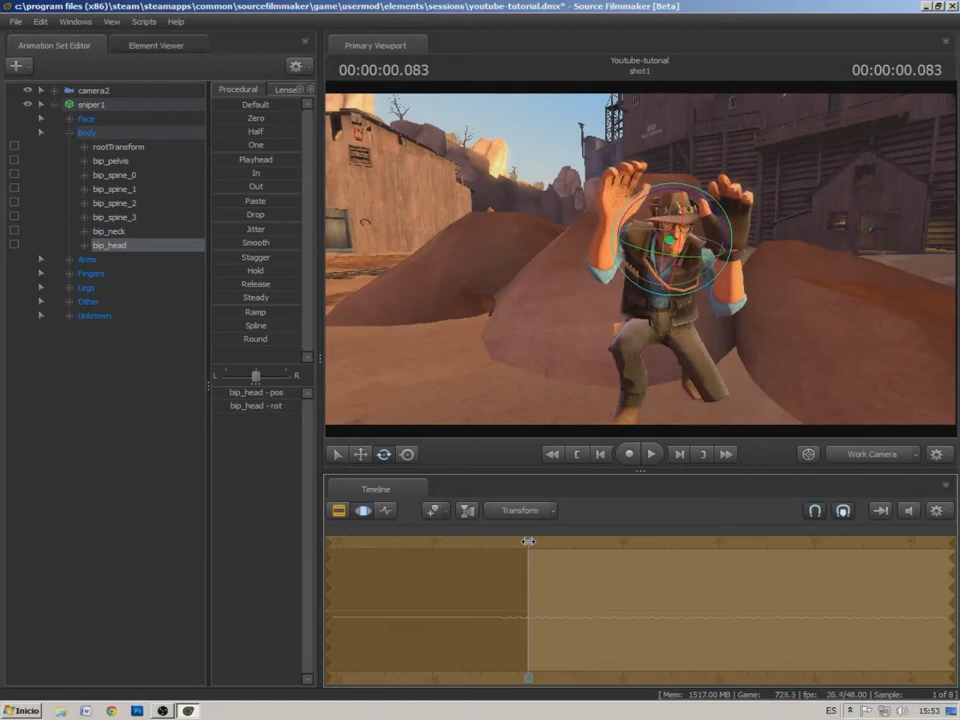 c:\program files (x86)\steam\steamapps\common\sourcefilmmaker\game\usermod\elements\sessions\youtube-tutorial.dmx* - Source Filmmaker [Beta]
File Edit Windows View Scripts Help
Animation Set Editor Element Viewer
Primary Viewport
00:00:00.083
Youtube-tutorial
shot1
00:00:00.083
camera2
sniper1
Face
Body
rootTransform
bip_pelvis
bip_spine_0
bip_spine_1
bip_spine_2
bip_spine_3
bip_neck
bip_head
Arms
Fingers
Legs
Other
Unknown
Procedural
Default
Zero
Half
One
Playhead
In
Out
Paste
Drop
Jitter
Smooth
Stagger
Hold
Release
Steady
Ramp
Spline
Round
L R
bip_head - pos
bip_head - rot
Work Camera
Timeline
Transform
[ Mem: 1517.00 MB | Game: 725.3 fps:
Sample: 1 of 8
Inicio
ES
15:53